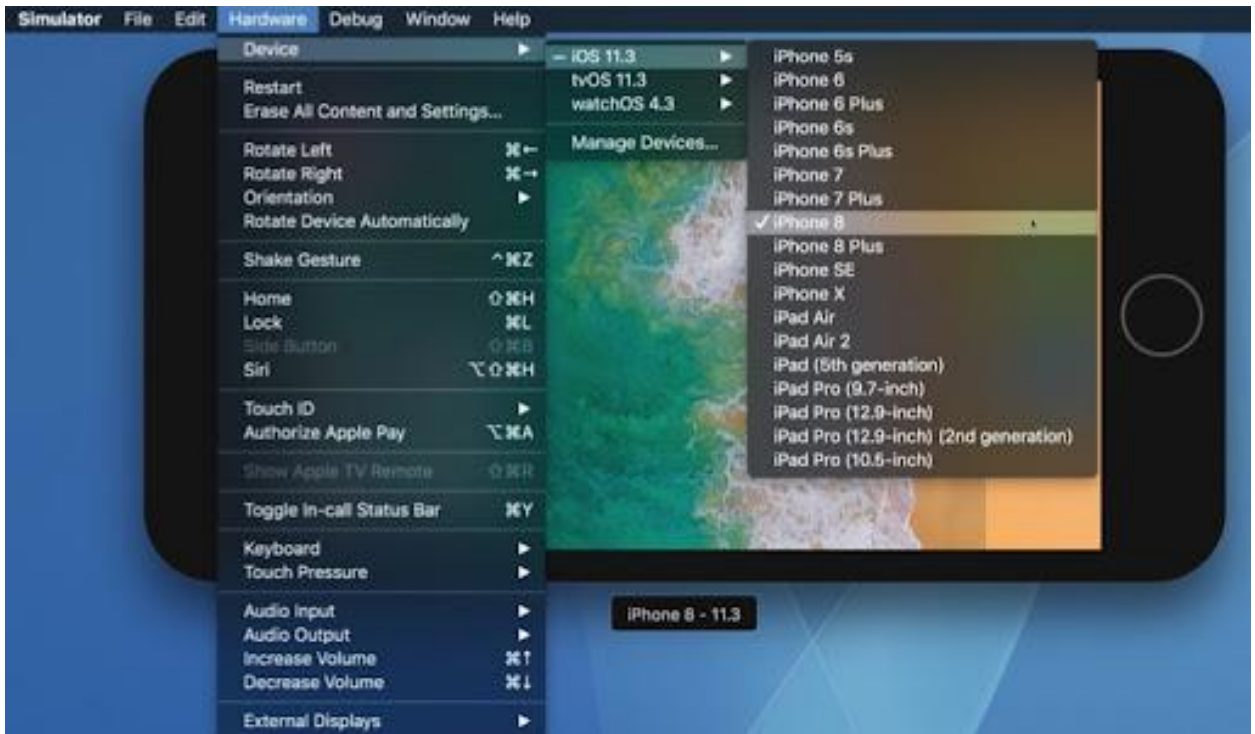 Simulator File Edit Hardware Debug Window Help
Device ▶
Restart
Erase All Content and Settings...
Rotate Left ⌘←
Rotate Right ⌘→
Orientation ▶
Rotate Device Automatically
Shake Gesture ^⌘Z
Home ⇧⌘H
Lock ⌘L
Side Button ⇧⌘B
Siri ⌥⇧⌘H
Touch ID ▶
Authorize Apple Pay ⌥⌘A
Show Apple TV Remote ⇧⌘R
Toggle In-call Status Bar ⌘Y
Keyboard ▶
Touch Pressure ▶
Audio Input ▶
Audio Output ▶
Increase Volume ⌘↑
Decrease Volume ⌘↓
External Displays ▶
– iOS 11.3 ▶
tvOS 11.3 ▶
watchOS 4.3 ▶
Manage Devices...
iPhone 5s
iPhone 6
iPhone 6 Plus
iPhone 6s
iPhone 6s Plus
iPhone 7
iPhone 7 Plus
✓ iPhone 8
iPhone 8 Plus
iPhone SE
iPhone X
iPad Air
iPad Air 2
iPad (5th generation)
iPad Pro (9.7-inch)
iPad Pro (12.9-inch)
iPad Pro (12.9-inch) (2nd generation)
iPad Pro (10.5-inch)
iPhone 8 - 11.3